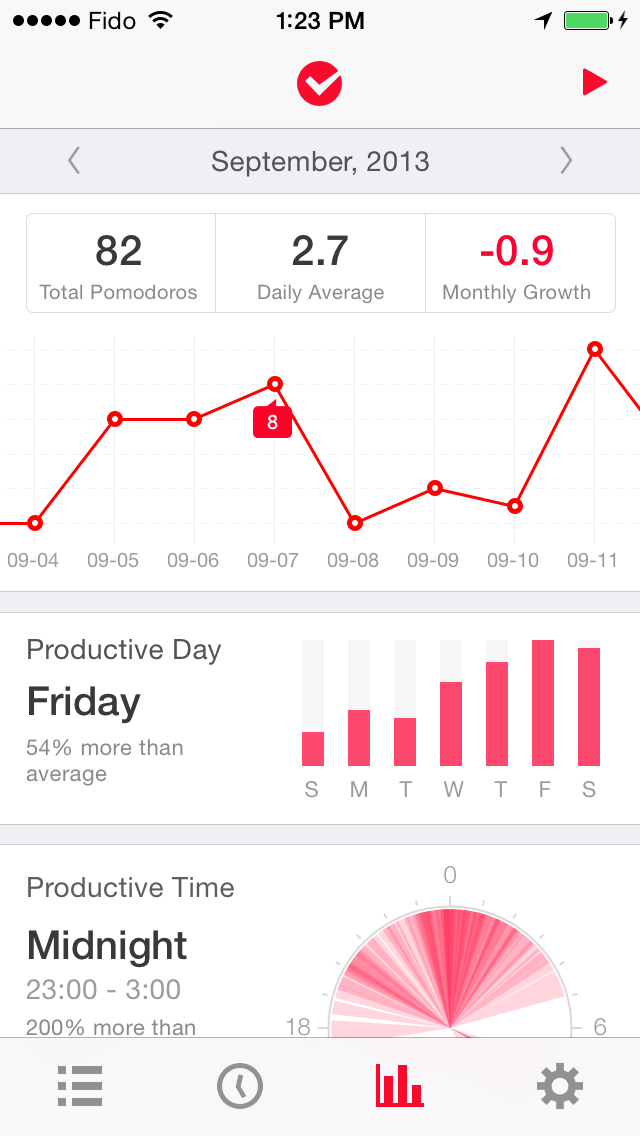 Fido 1:23 PM
September, 2013
82 2.7 -0.9
Total Pomodoros Daily Average Monthly Growth
8
09-04 09-05 09-06 09-07 09-08 09-09 09-10 09-11
Productive Day
Friday
54% more than
average
S M T W T F S
Productive Time
Midnight
23:00 - 3:00
200% more than
0
18 6